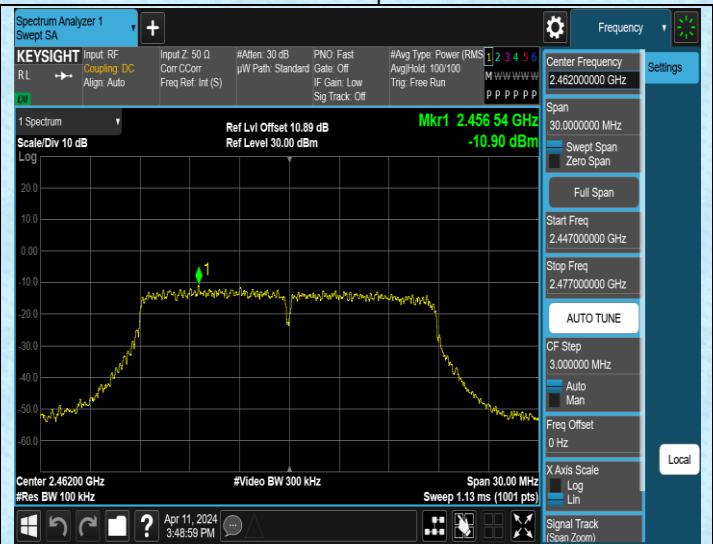 Spectrum Analyzer 1
Swept SA
+
Frequency
KEYSIGHT
RL
LXI
Input: RF
Coupling: DC
Align: Auto
Input Z: 50 Ω
Corr CCorr
Freq Ref: Int (S)
#Atten: 30 dB
µW Path: Standard
PNO: Fast
Gate: Off
IF Gain: Low
Sig Track: Off
#Avg Type: Power (RMS
Avg|Hold: 100/100
Trig: Free Run
1 2 3 4 5 6
M W W W W W
P P P P P P
1 Spectrum
Scale/Div 10 dB
Log
Ref Lvl Offset 10.89 dB
Ref Level 30.00 dBm
Mkr1 2.456 54 GHz
-10.90 dBm
20.0
10.0
0.00
-10.0
-20.0
-30.0
-40.0
-50.0
-60.0
1
Center 2.46200 GHz
#Res BW 100 kHz
#Video BW 300 kHz
Span 30.00 MHz
Sweep 1.13 ms (1001 pts)
?
Apr 11, 2024
3:48:59 PM
Center Frequency
2.462000000 GHz
Settings
Span
30.0000000 MHz
Swept Span
Zero Span
Full Span
Start Freq
2.447000000 GHz
Stop Freq
2.477000000 GHz
AUTO TUNE
CF Step
3.000000 MHz
Auto
Man
Freq Offset
0 Hz
X Axis Scale
Log
Lin
Local
Signal Track
(Span Zoom)